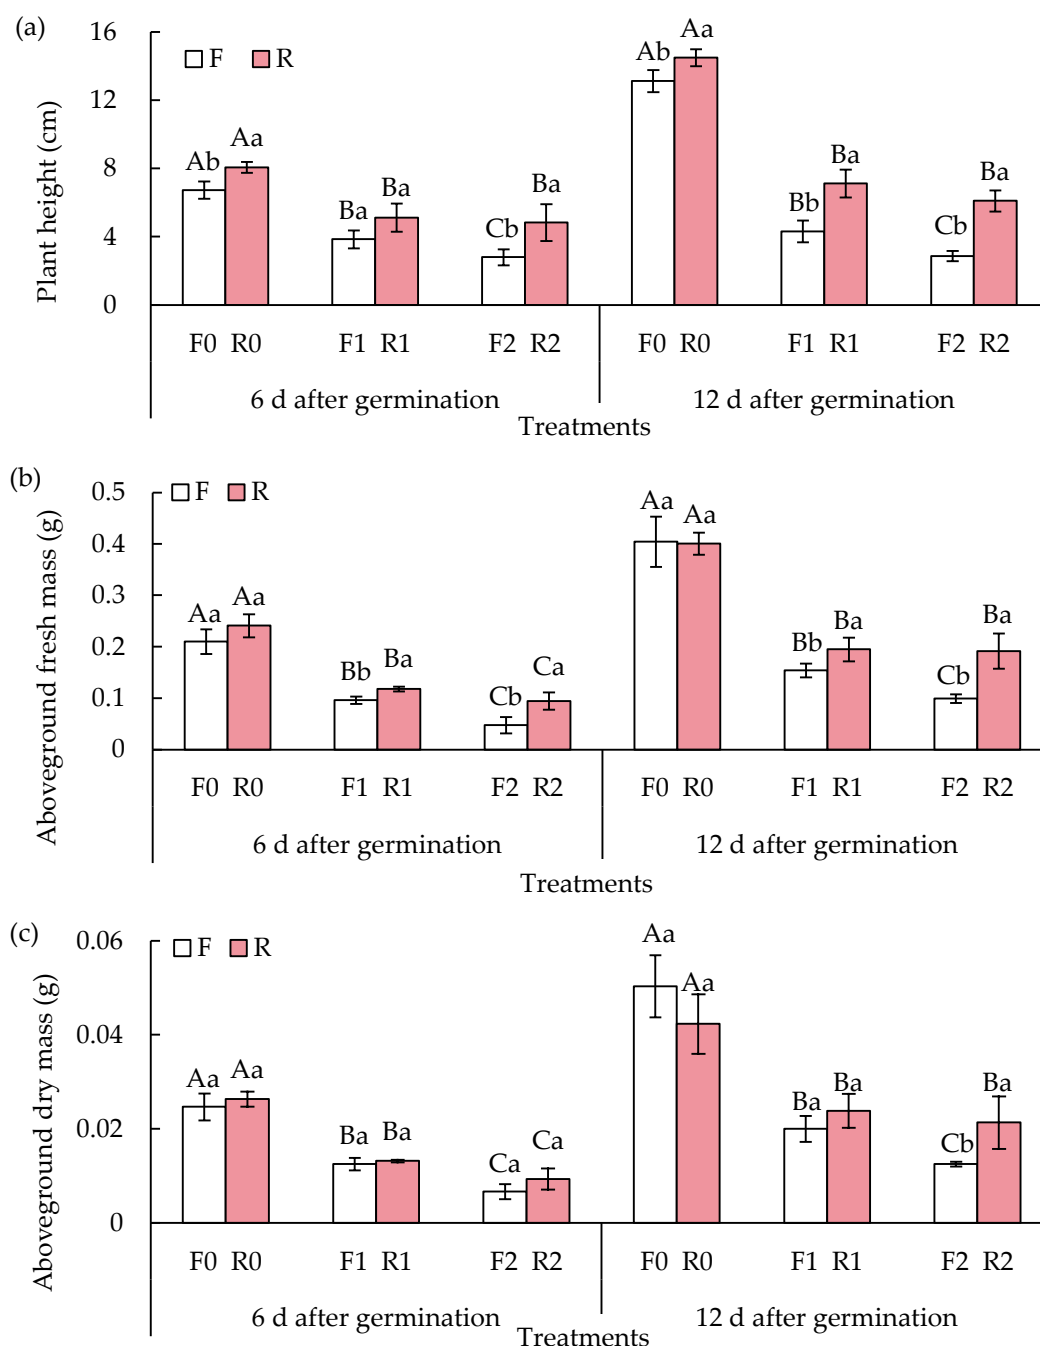 (a)
F R
Plant height (cm)
16
12
8
4
0
Ab Aa Ba Ba Cb Ba Ab Aa Bb Ba Cb Ba
F0 R0 F1 R1 F2 R2 F0 R0 F1 R1 F2 R2
6 d after germination 12 d after germination
Treatments
(b)
F R
Aboveground fresh mass (g)
0.5
0.4
0.3
0.2
0.1
0
Aa Aa Bb Ba Cb Ca Aa Aa Bb Ba Cb Ba
F0 R0 F1 R1 F2 R2 F0 R0 F1 R1 F2 R2
6 d after germination 12 d after germination
Treatments
(c)
F R
Aboveground dry mass (g)
0.06
0.04
0.02
0
Aa Aa Ba Ba Ca Ca Aa Aa Ba Ba Cb Ba
F0 R0 F1 R1 F2 R2 F0 R0 F1 R1 F2 R2
6 d after germination 12 d after germination
Treatments